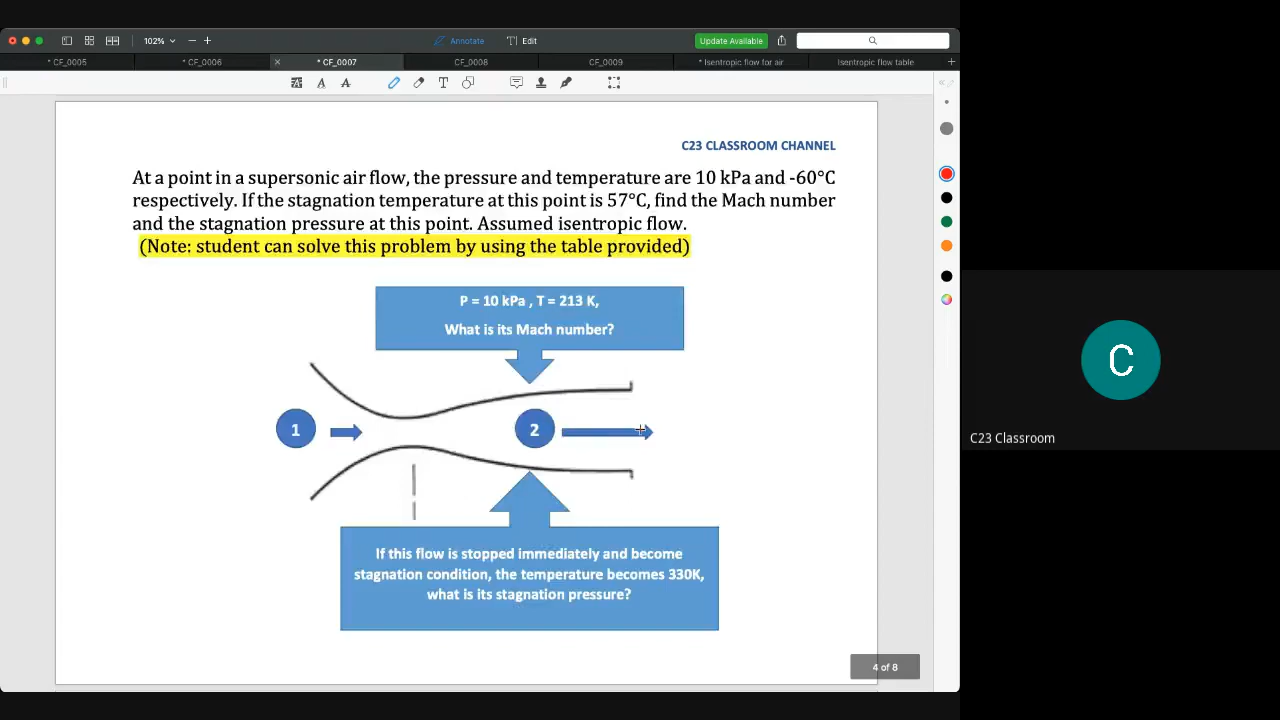 102%
Annotate
Edit
Update Available
* CF_0005
* CF_0006
* CF_0007
CF_0008
CF_0009
* Isentropic flow for air
Isentropic flow table
C23 CLASSROOM CHANNEL
At a point in a supersonic air flow, the pressure and temperature are 10 kPa and -60°C
respectively. If the stagnation temperature at this point is 57°C, find the Mach number
and the stagnation pressure at this point. Assumed isentropic flow.
(Note: student can solve this problem by using the table provided)
P = 10 kPa , T = 213 K,
What is its Mach number?
1
2
If this flow is stopped immediately and become
stagnation condition, the temperature becomes 330K,
what is its stagnation pressure?
4 of 8
C
C23 Classroom